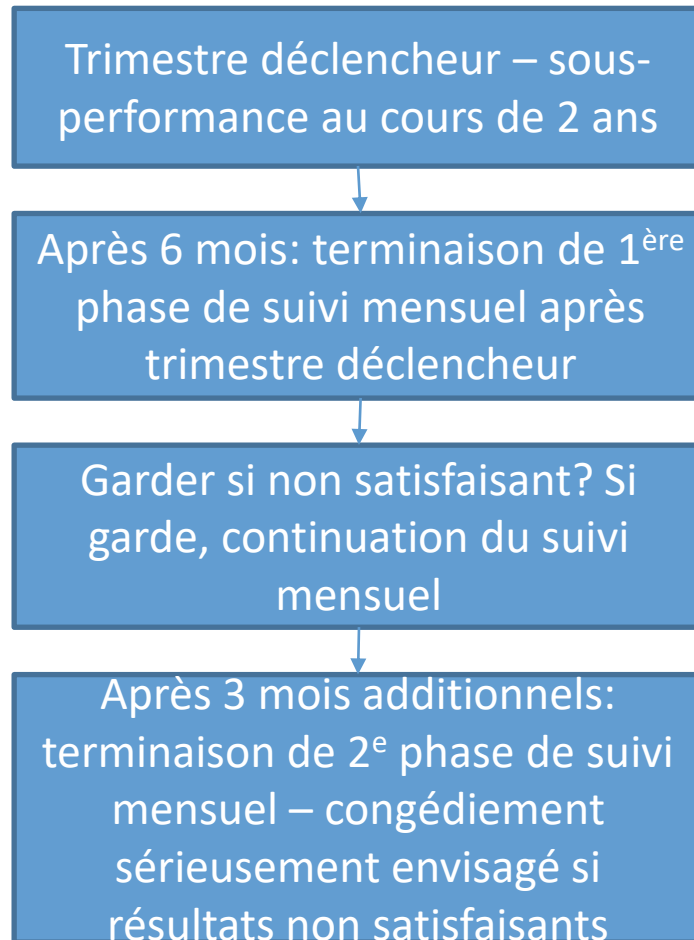 Trimestre déclencheur – sous-
performance au cours de 2 ans
Après 6 mois: terminaison de 1ère
phase de suivi mensuel après
trimestre déclencheur
Garder si non satisfaisant? Si
garde, continuation du suivi
mensuel
Après 3 mois additionnels:
terminaison de 2e phase de suivi
mensuel – congédiement
sérieusement envisagé si
résultats non satisfaisants